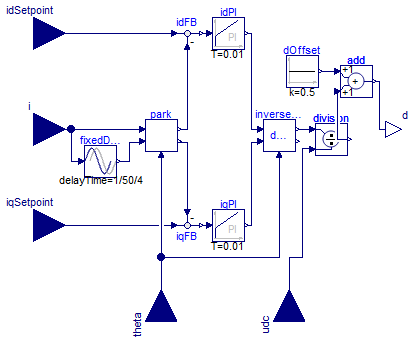 idSetpoint
idFB
-
idPI
PI
T=0.01
dOffset
k=0.5
add
+1
+
+1
i
fixedD...
delayTime=1/50/4
park
inverse...
d...
division
d
iqSetpoint
-
iqFB
iqPI
PI
T=0.01
theta
udc